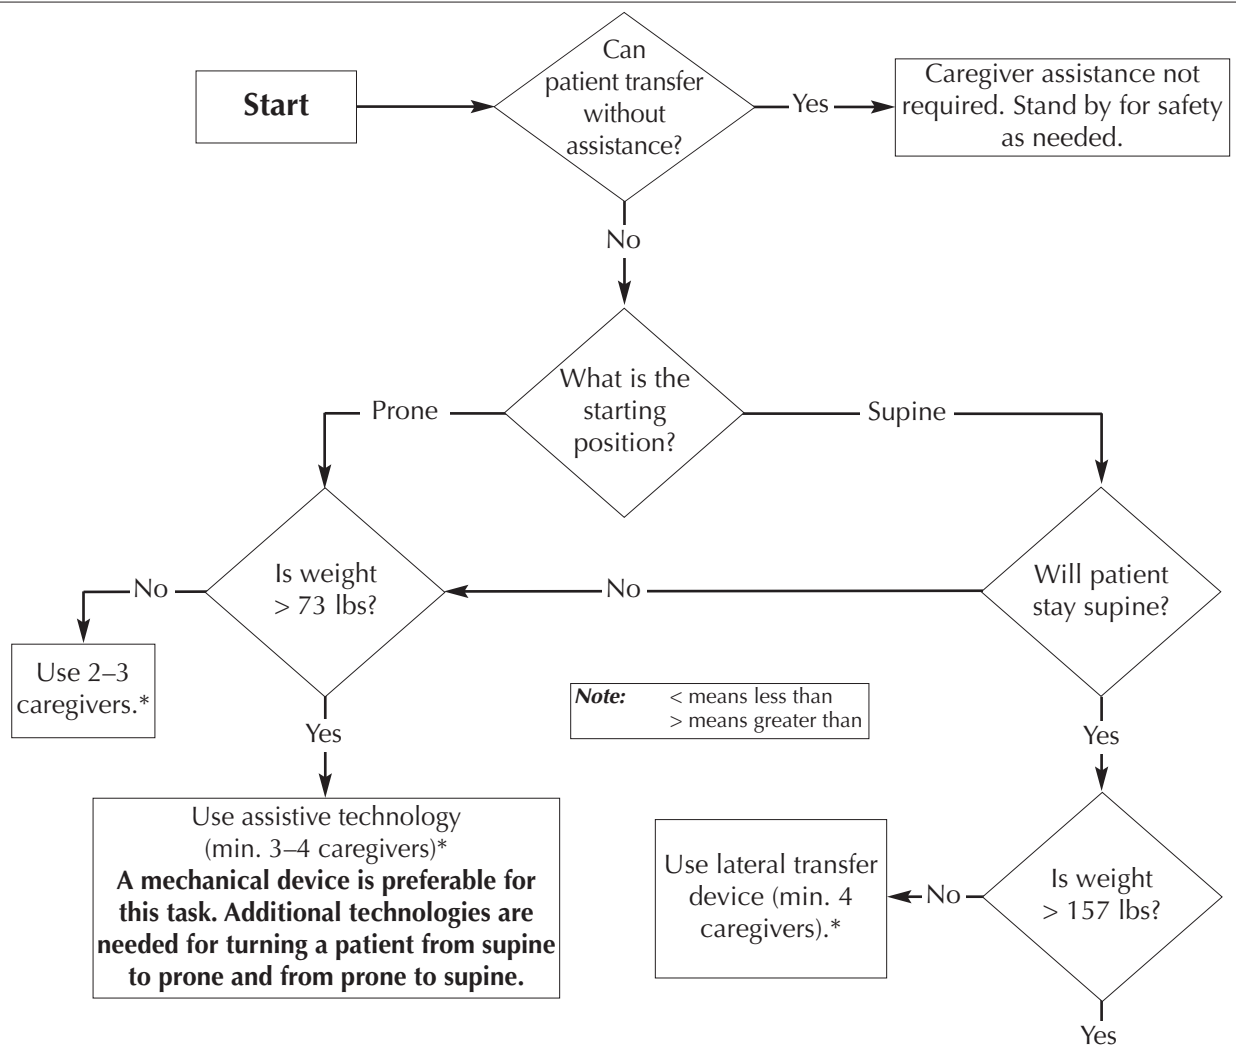 Start
Can
patient transfer
without
assistance?
Yes
Caregiver assistance not
required. Stand by for safety
as needed.
No
What is the
starting
position?
Prone
Supine
Is weight
> 73 lbs?
No
No
Will patient
stay supine?
Use 2–3
caregivers.*
Note: < means less than
> means greater than
Yes
Yes
Use assistive technology
(min. 3–4 caregivers)*
A mechanical device is preferable for
this task. Additional technologies are
needed for turning a patient from supine
to prone and from prone to supine.
Use lateral transfer
device (min. 4
caregivers).*
No
Is weight
> 157 lbs?
Yes